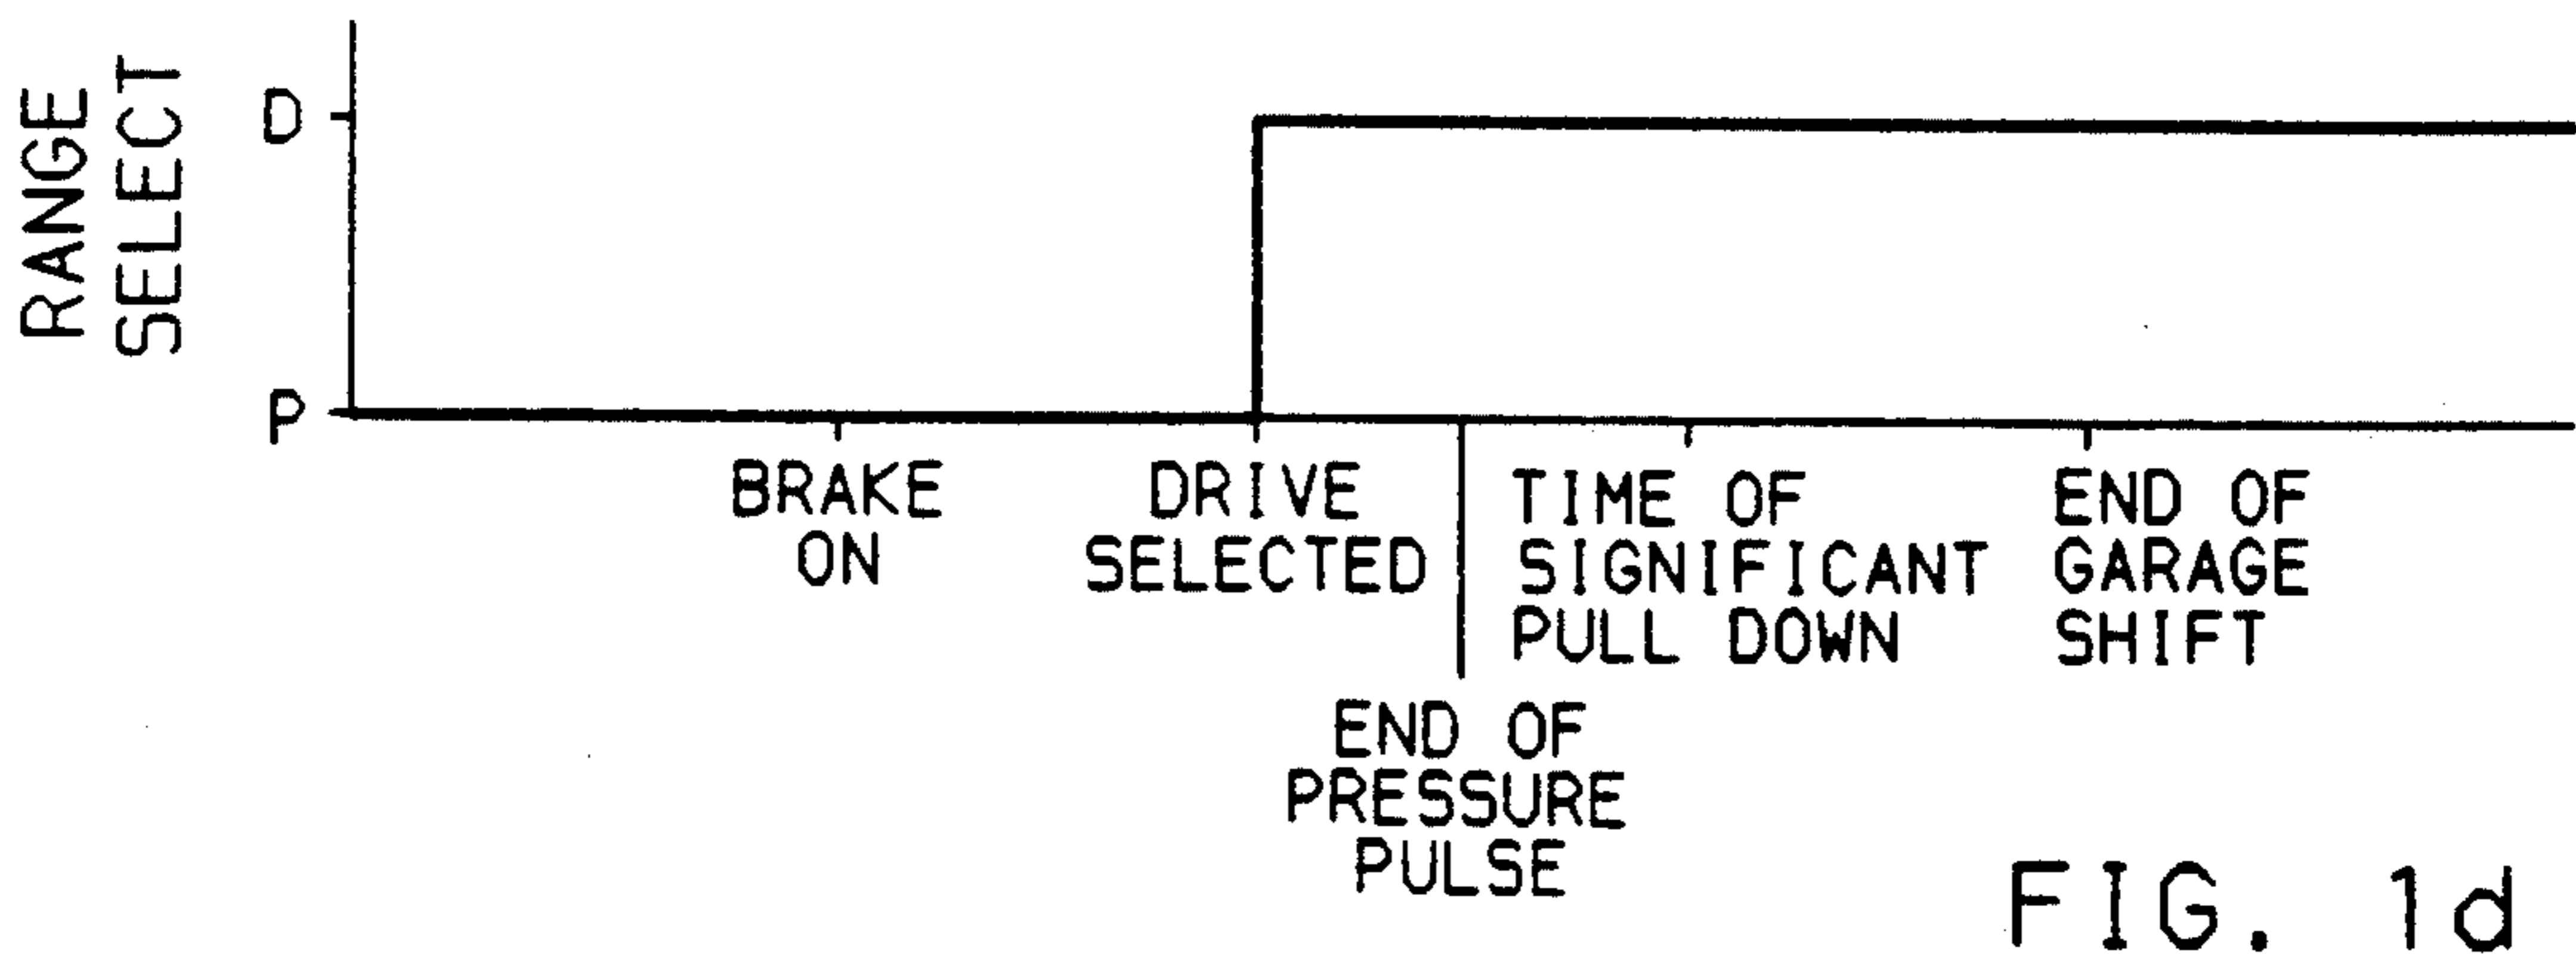 RANGE
SELECT
D
P
BRAKE
ON
DRIVE
SELECTED
TIME OF
SIGNIFICANT
PULL DOWN
END OF
GARAGE
SHIFT
END OF
PRESSURE
PULSE
FIG. 1d